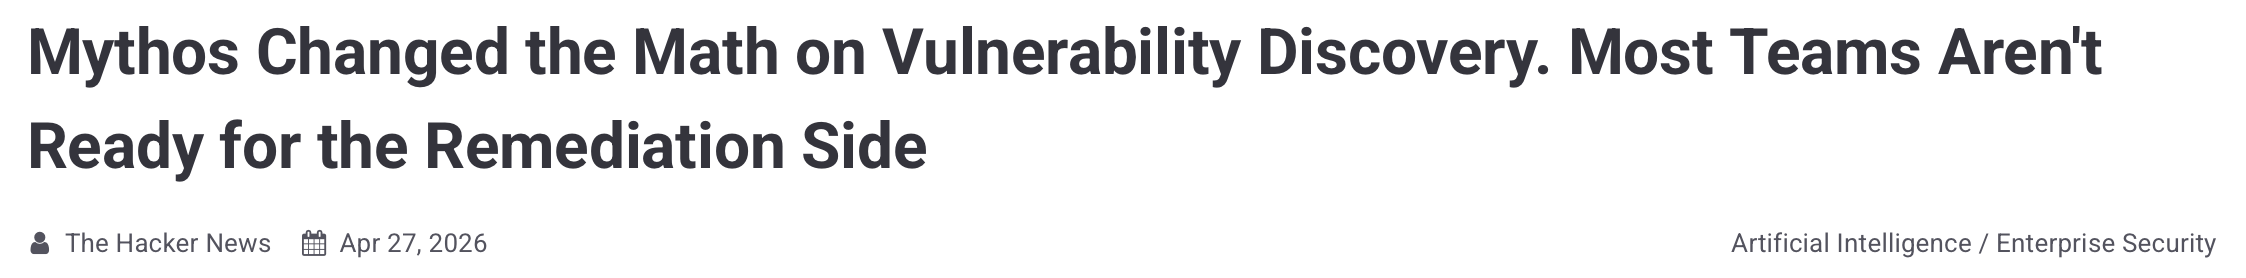 Mythos Changed the Math on Vulnerability Discovery. Most Teams Aren't
Ready for the Remediation Side
The Hacker News Apr 27, 2026 Artificial Intelligence / Enterprise Security